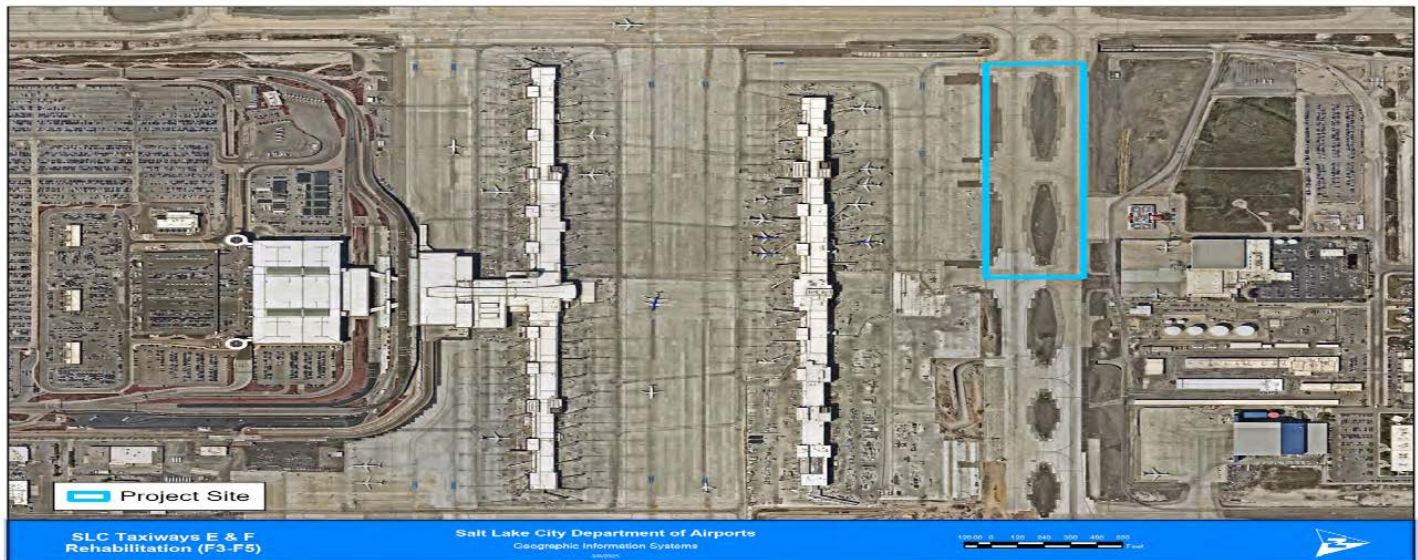 Project Site
SLC Taxiways E & F
Rehabilitation (F3-F5)
Salt Lake City Department of Airports
Geographic Information Systems
0 120 240 360 480 600
Feet
N